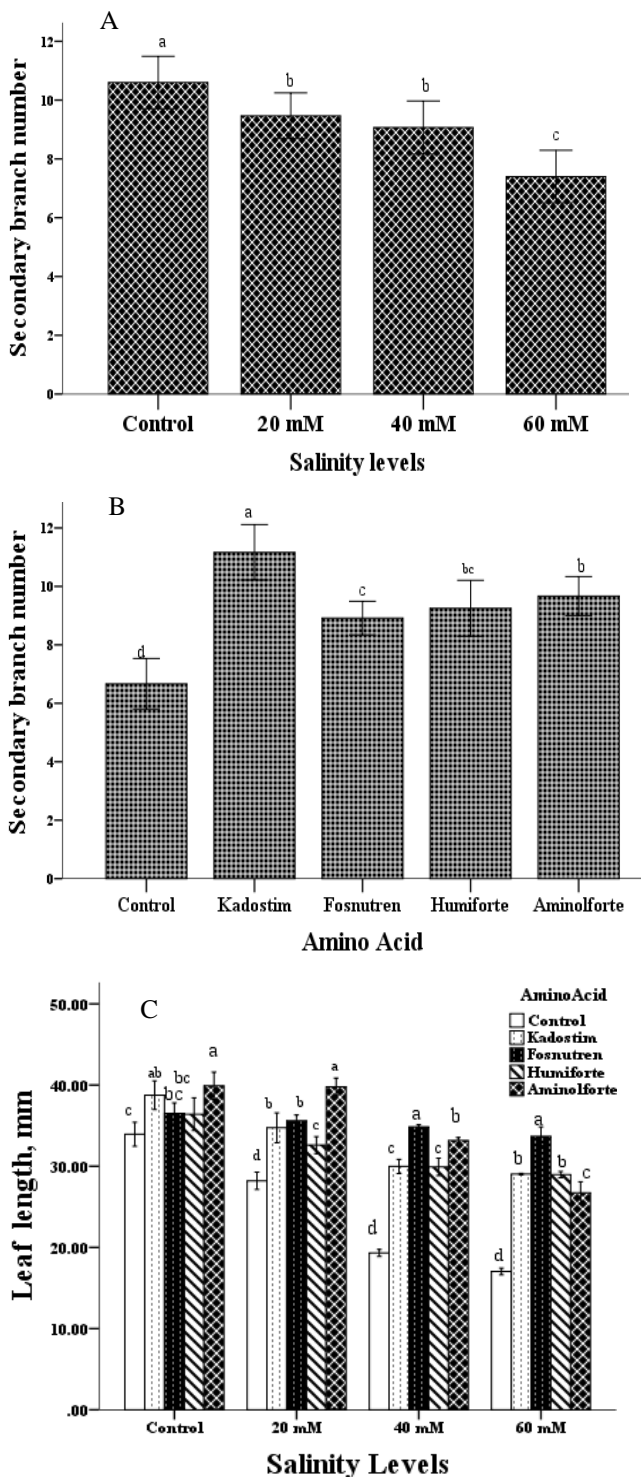 A
Secondary branch number
12
10
8
6
4
2
0
a
b
b
c
Control 20 mM 40 mM 60 mM
Salinity levels
B
Secondary branch number
12
10
8
6
4
2
0
d
a
c
bc
b
Control Kadostim Fosnutren Humiforte Aminolforte
Amino Acid
C
Leaf length, mm
50.00
40.00
30.00
20.00
10.00
.00
AminoAcid
Control
Kadostim
Fosnutren
Humiforte
Aminolforte
c ab bc bc a
d b b c a
d c a c b
d b a b c
Control 20 mM 40 mM 60 mM
Salinity Levels